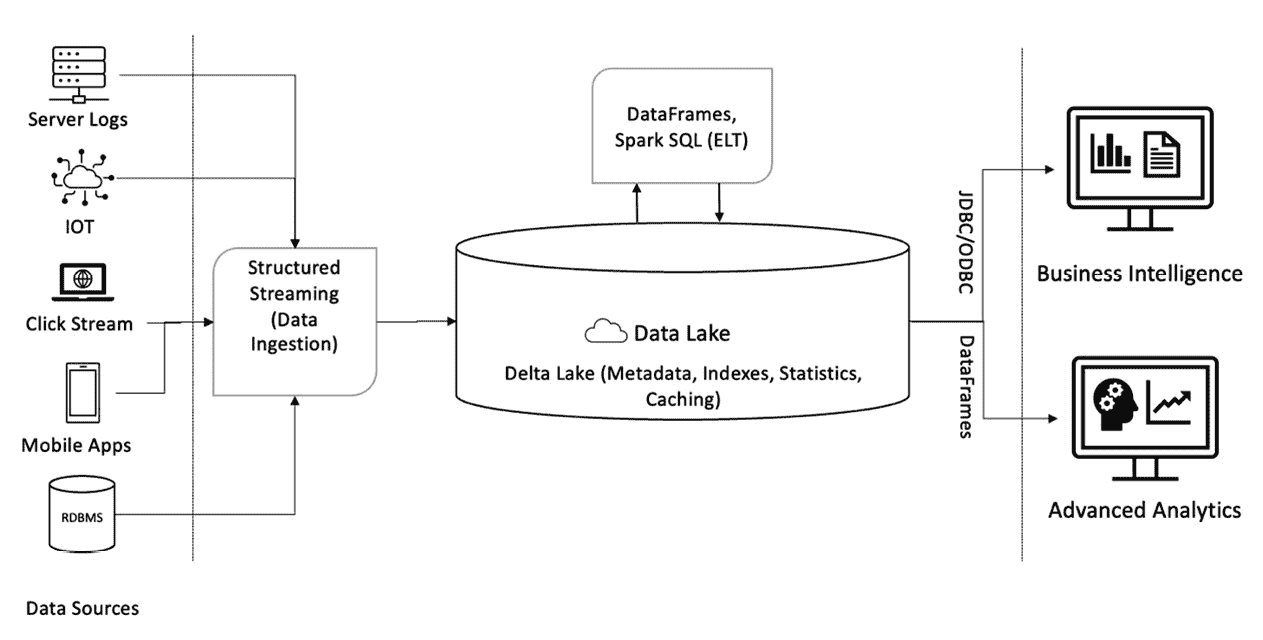 Server Logs
IOT
Click Stream
Mobile Apps
RDBMS
Data Sources
Structured
Streaming
(Data
Ingestion)
DataFrames,
Spark SQL (ELT)
Data Lake
Delta Lake (Metadata, Indexes, Statistics,
Caching)
JDBC/ODBC
DataFrames
Business Intelligence
Advanced Analytics